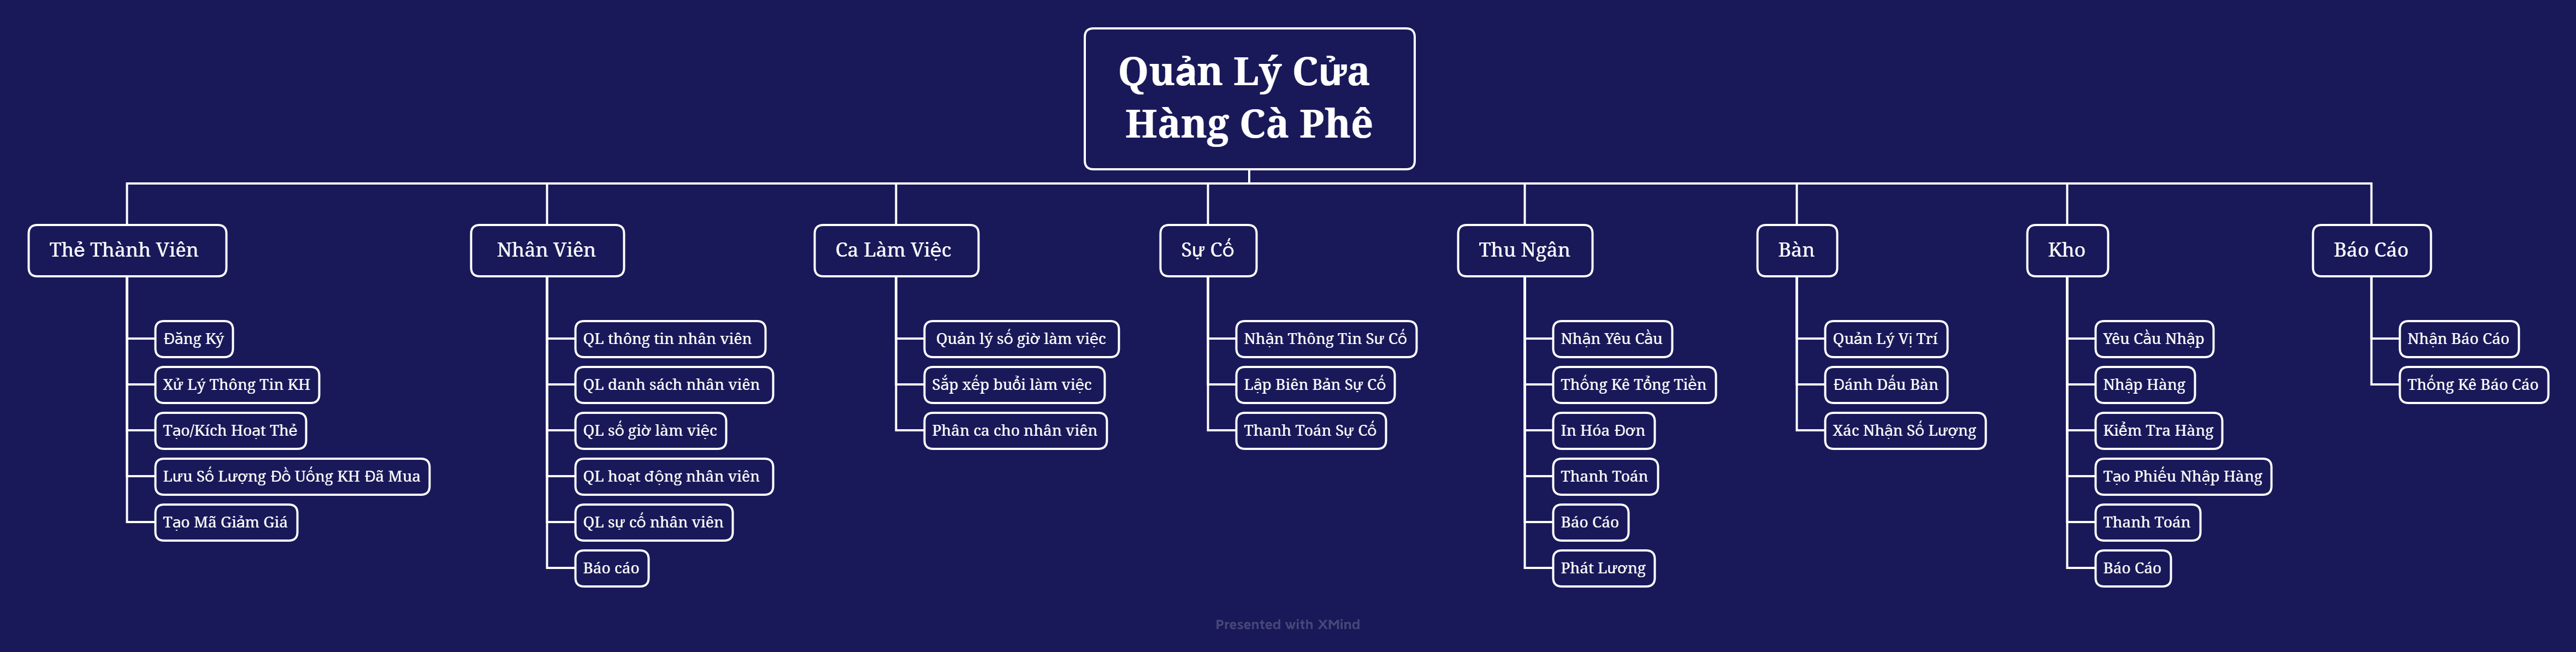 Quản Lý Cửa
Hàng Cà Phê
Thẻ Thành Viên
Đăng Ký
Xử Lý Thông Tin KH
Tạo/Kích Hoạt Thẻ
Lưu Số Lượng Đồ Uống KH Đã Mua
Tạo Mã Giảm Giá
Nhân Viên
QL thông tin nhân viên
QL danh sách nhân viên
QL số giờ làm việc
QL hoạt động nhân viên
QL sự cố nhân viên
Báo cáo
Ca Làm Việc
Quản lý số giờ làm việc
Sắp xếp buổi làm việc
Phân ca cho nhân viên
Sự Cố
Nhận Thông Tin Sư Cố
Lập Biên Bản Sự Cố
Thanh Toán Sự Cố
Thu Ngân
Nhận Yêu Cầu
Thống Kê Tổng Tiền
In Hóa Đơn
Thanh Toán
Báo Cáo
Phát Lương
Bàn
Quản Lý Vị Trí
Đánh Dấu Bàn
Xác Nhận Số Lượng
Kho
Yêu Cầu Nhập
Nhập Hàng
Kiểm Tra Hàng
Tạo Phiếu Nhập Hàng
Thanh Toán
Báo Cáo
Báo Cáo
Nhận Báo Cáo
Thống Kê Báo Cáo
Presented with XMind